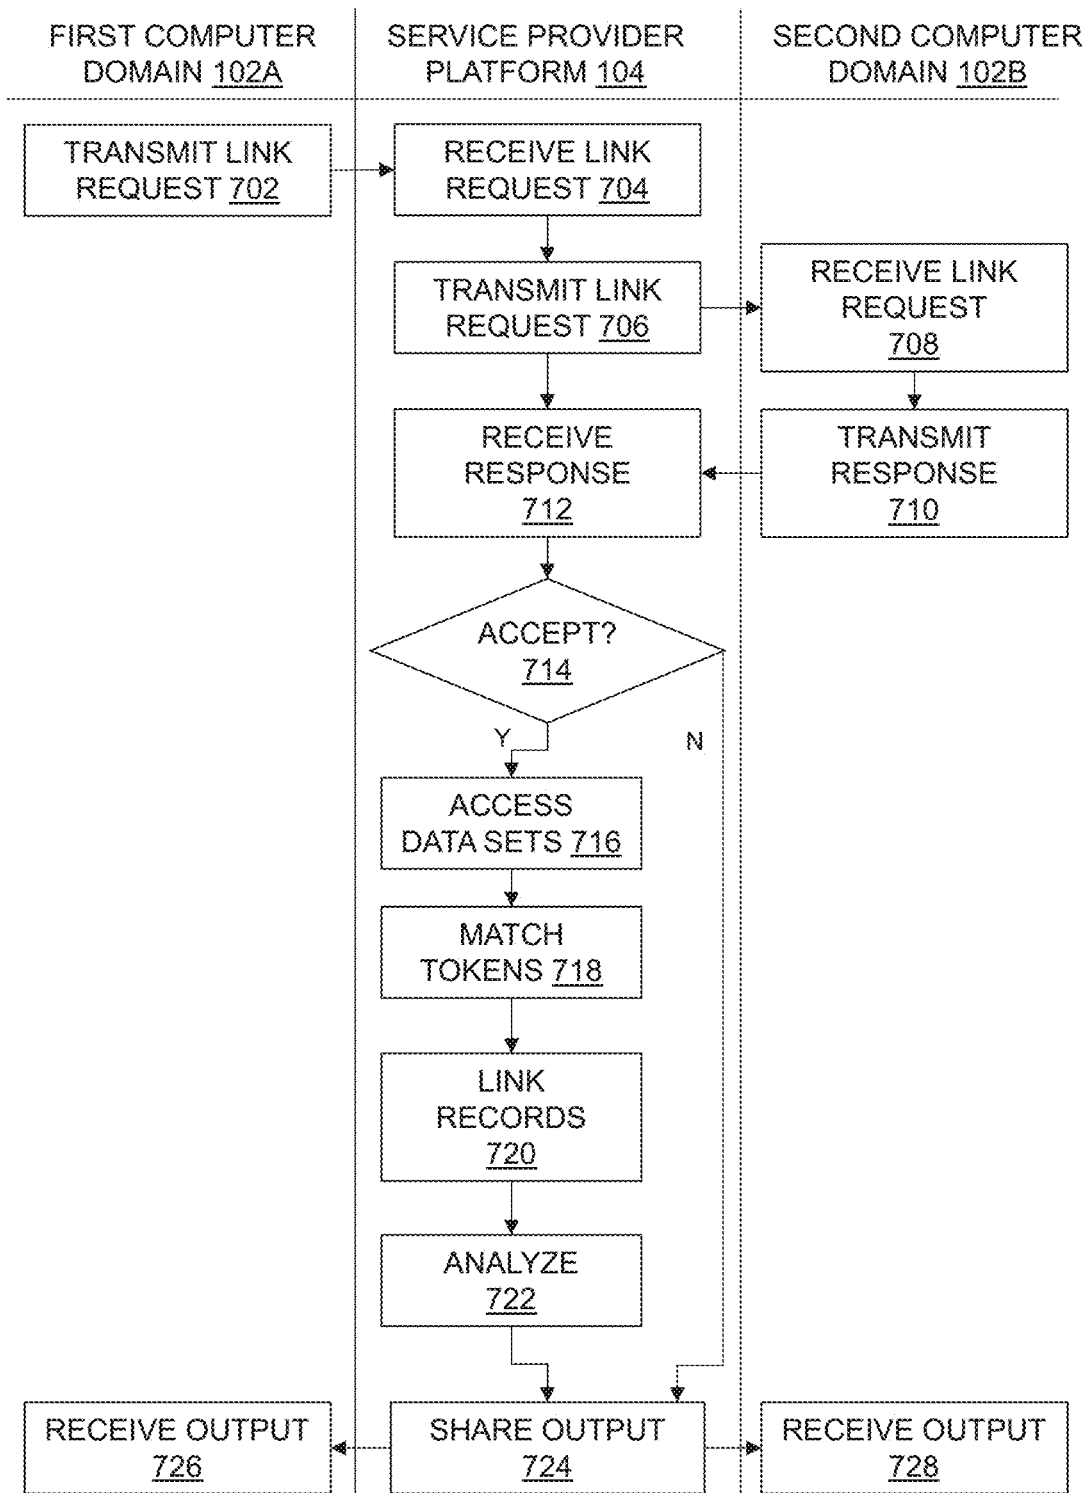 FIRST COMPUTER
DOMAIN 102A
SERVICE PROVIDER
PLATFORM 104
SECOND COMPUTER
DOMAIN 102B
TRANSMIT LINK
REQUEST 702
RECEIVE LINK
REQUEST 704
TRANSMIT LINK
REQUEST 706
RECEIVE LINK
REQUEST
708
RECEIVE
RESPONSE
712
TRANSMIT
RESPONSE
710
ACCEPT?
714
Y
N
ACCESS
DATA SETS 716
MATCH
TOKENS 718
LINK
RECORDS
720
ANALYZE
722
RECEIVE OUTPUT
726
SHARE OUTPUT
724
RECEIVE OUTPUT
728